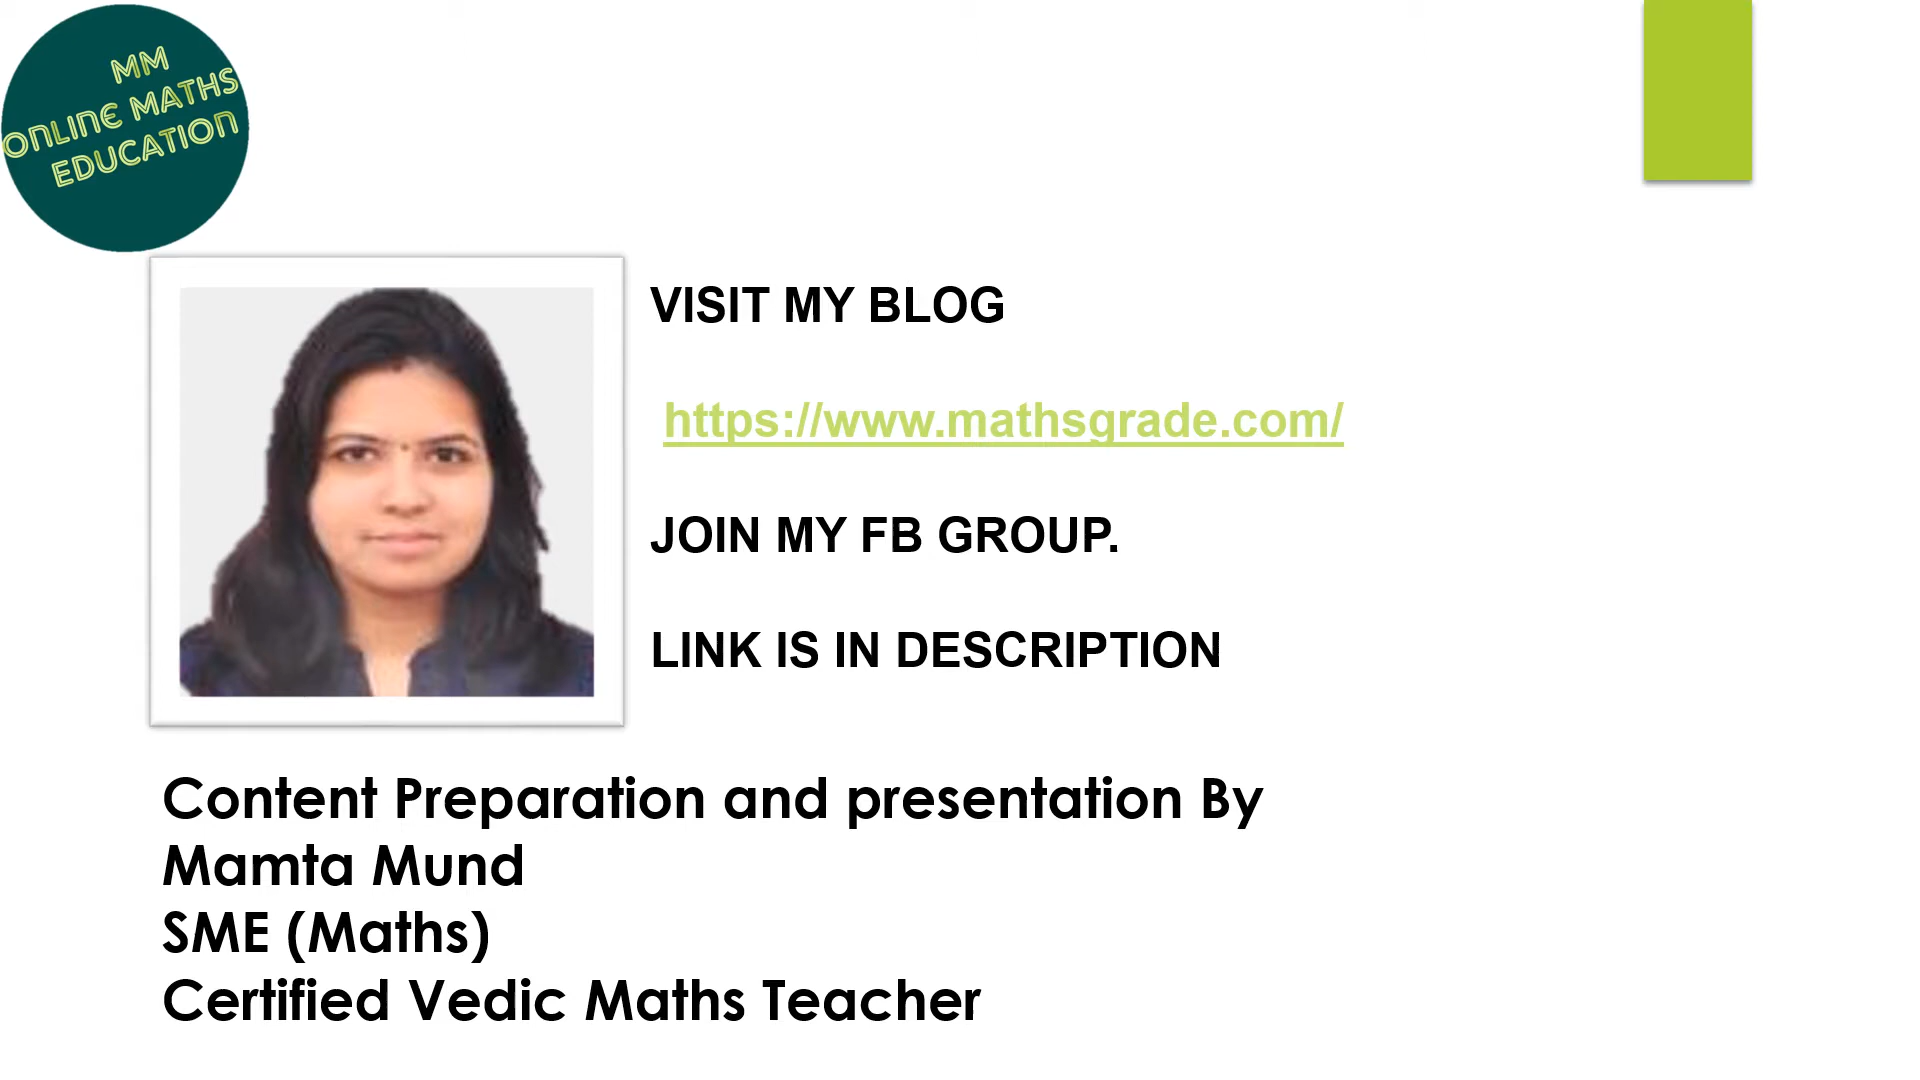 MM
ONLINE MATHS
EDUCATION
VISIT MY BLOG
https://www.mathsgrade.com/
JOIN MY FB GROUP.
LINK IS IN DESCRIPTION
Content Preparation and presentation By
Mamta Mund
SME (Maths)
Certified Vedic Maths Teacher